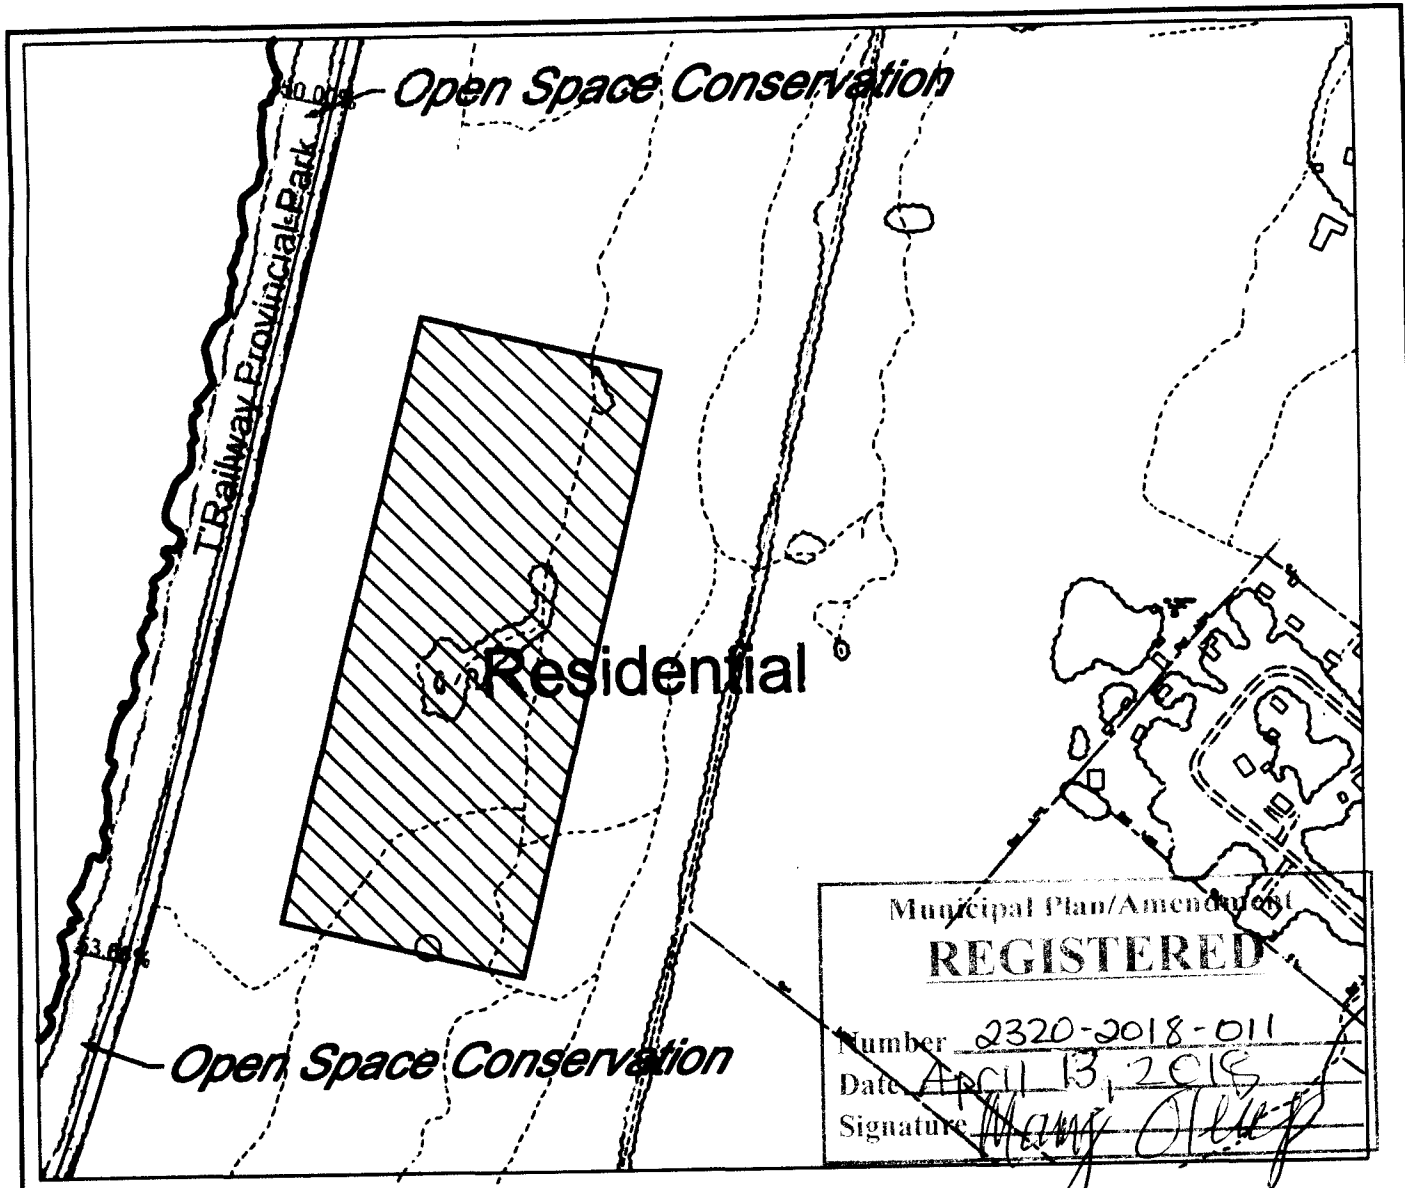 Open Space Conservation
T'Railway Provincial Park
Residential
Open Space Conservation
Municipal Plan/Amendment
REGISTERED
Number 2320-2018-011
Date April 13, 2018
Signature